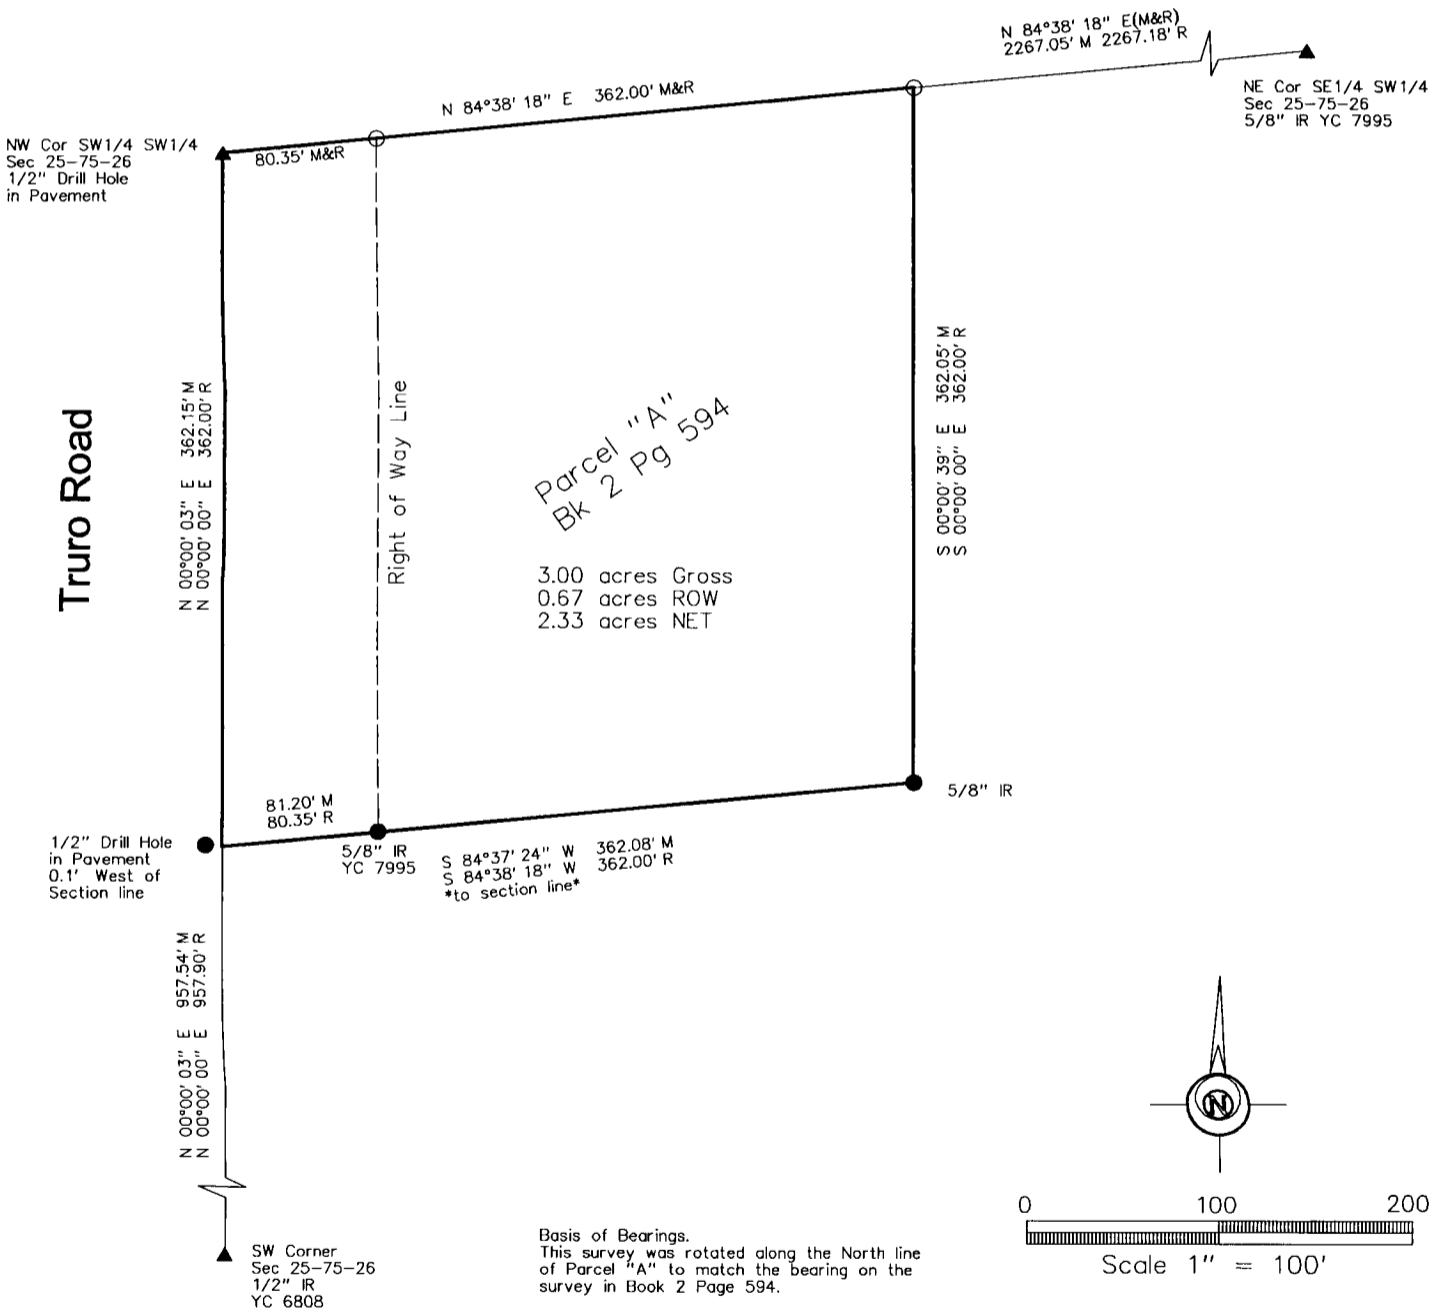 N 84°38' 18" E(M&R)
2267.05' M 2267.18' R
NE Cor SE1/4 SW1/4
Sec 25-75-26
5/8" IR YC 7995
N 84°38' 18" E 362.00' M&R
NW Cor SW1/4 SW1/4
Sec 25-75-26
1/2" Drill Hole
in Pavement
80.35' M&R
Truro Road
N 00°00' 03" E 362.15' M
N 00°00' 00" E 362.00' R
Right of Way Line
Parcel "A"
Bk 2 Pg 594
3.00 acres Gross
0.67 acres ROW
2.33 acres NET
S 00°00' 39" E 362.05' M
S 00°00' 00" E 362.00' R
81.20' M
80.35' R
5/8" IR
1/2" Drill Hole
in Pavement
0.1' West of
Section line
5/8" IR
YC 7995
S 84°37' 24" W 362.08' M
S 84°38' 18" W 362.00' R
*to section line*
N 00°00' 03" E 957.54' M
N 00°00' 00" E 957.90' R
N
0 100 200
Scale 1" = 100'
SW Corner
Sec 25-75-26
1/2" IR
YC 6808
Basis of Bearings.
This survey was rotated along the North line
of Parcel "A" to match the bearing on the
survey in Book 2 Page 594.